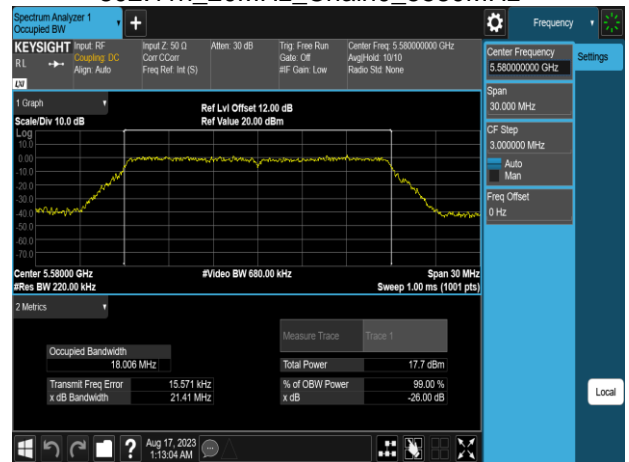 Spectrum Analyzer 1
Occupied BW
Frequency
KEYSIGHT
RL
LXI
Input: RF
Coupling: DC
Align: Auto
Input Z: 50 Ω
Corr CCorr
Freq Ref: Int (S)
Atten: 30 dB
Trig: Free Run
Gate: Off
#IF Gain: Low
Center Freq: 5.580000000 GHz
Avg|Hold: 10/10
Radio Std: None
Center Frequency
5.580000000 GHz
Settings
Span
30.000 MHz
CF Step
3.000000 MHz
Auto
Man
Freq Offset
0 Hz
Local
1 Graph
Scale/Div 10.0 dB
Ref Lvl Offset 12.00 dB
Ref Value 20.00 dBm
Log
10.0
0.00
-10.0
-20.0
-30.0
-40.0
-50.0
-60.0
-70.0
Center 5.58000 GHz
#Res BW 220.00 kHz
#Video BW 680.00 kHz
Span 30 MHz
Sweep 1.00 ms (1001 pts)
2 Metrics
Measure Trace
Trace 1
Occupied Bandwidth
18.006 MHz
Total Power
17.7 dBm
Transmit Freq Error
15.571 kHz
% of OBW Power
99.00 %
x dB Bandwidth
21.41 MHz
x dB
-26.00 dB
?
Aug 17, 2023
1:13:04 AM